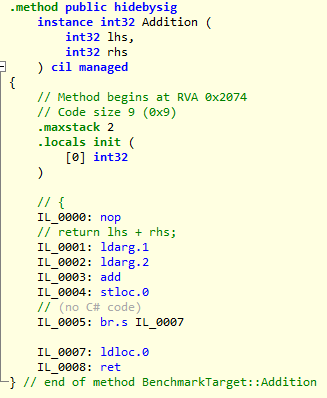 .method public hidebysig
instance int32 Addition (
int32 lhs,
int32 rhs
) cil managed
{
// Method begins at RVA 0x2074
// Code size 9 (0x9)
.maxstack 2
.locals init (
[0] int32
)
// {
IL_0000: nop
// return lhs + rhs;
IL_0001: ldarg.1
IL_0002: ldarg.2
IL_0003: add
IL_0004: stloc.0
// (no C# code)
IL_0005: br.s IL_0007
IL_0007: ldloc.0
IL_0008: ret
} // end of method BenchmarkTarget::Addition